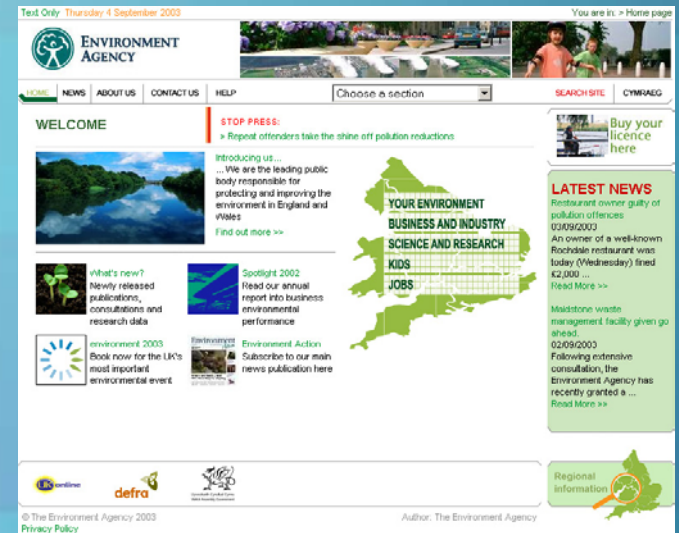 Text Only Thursday 4 September 2003
You are in: > Home page
ENVIRONMENT
AGENCY
HOME NEWS ABOUT US CONTACT US HELP
Choose a section
SEARCH SITE CYMRAEG
WELCOME
STOP PRESS:
» Repeat offenders take the shine off pollution reductions
Introducing us...
... We are the leading public
body responsible for
protecting and improving the
environment in England and
Wales
Find out more >>
What's new?
Newly released
publications,
consultations and
research data
Spotlight 2002
Read our annual
report into business
environmental
performance
environment 2003
Book now for the UK's
most important
environmental event
Environment Action
Subscribe to our main
news publication here
YOUR ENVIRONMENT
BUSINESS AND INDUSTRY
SCIENCE AND RESEARCH
KIDS
JOBS
Buy your
licence
here
LATEST NEWS
Restaurant owner guilty of
pollution offences
03/09/2003
An owner of a well-known
Rochdale restaurant was
today (Wednesday) fined
£2,000 ...
Read More >>
Maidstone waste
management facility given go
ahead.
02/09/2003
Following extensive
consultation, the
Environment Agency has
recently granted a ...
Read More >>
UK online
defra
Regional
information
© The Environment Agency 2003
Author: The Environment Agency
Privacy Policy